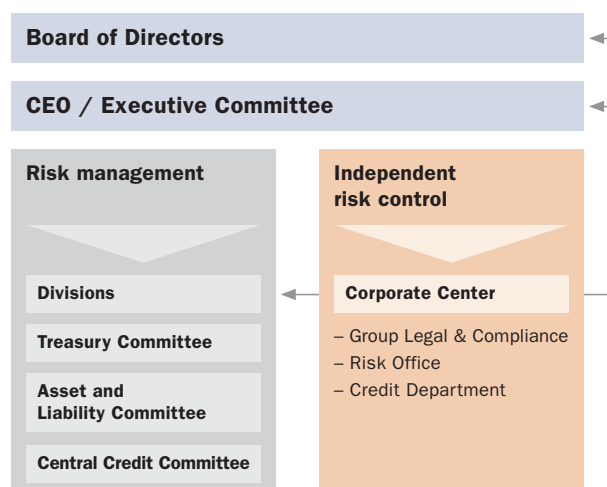 Board of Directors
CEO / Executive Committee
Risk management
Divisions
Treasury Committee
Asset and
Liability Committee
Central Credit Committee
Independent
risk control
Corporate Center
– Group Legal & Compliance
– Risk Office
– Credit Department